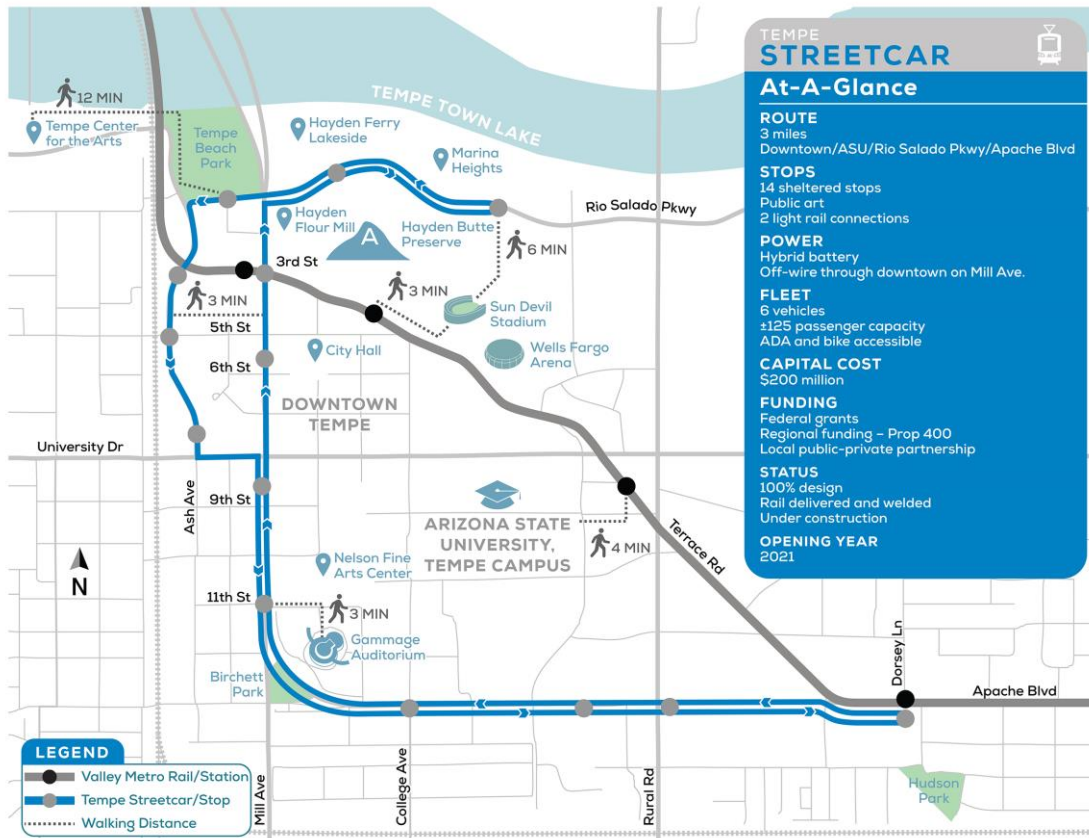 12 MIN
Tempe Center
for the Arts
Tempe
Beach
Park
Hayden Ferry
Lakeside
TEMPE TOWN LAKE
Marina
Heights
Rio Salado Pkwy
Hayden
Flour Mill
A
Hayden Butte
Preserve
6 MIN
3rd St
3 MIN
3 MIN
5th St
Sun Devil
Stadium
6th St
City Hall
Wells Fargo
Arena
DOWNTOWN
TEMPE
University Dr
Ash Ave
9th St
ARIZONA STATE
UNIVERSITY,
TEMPE CAMPUS
4 MIN
Terrace Rd
N
Nelson Fine
Arts Center
11th St
3 MIN
Gammage
Auditorium
Birchett
Park
Dorsey Ln
Apache Blvd
Mill Ave
College Ave
Rural Rd
Hudson
Park
LEGEND
Valley Metro Rail/Station
Tempe Streetcar/Stop
Walking Distance
TEMPE
STREETCAR
At-A-Glance
ROUTE
3 miles
Downtown/ASU/Rio Salado Pkwy/Apache Blvd
STOPS
14 sheltered stops
Public art
2 light rail connections
POWER
Hybrid battery
Off-wire through downtown on Mill Ave.
FLEET
6 vehicles
±125 passenger capacity
ADA and bike accessible
CAPITAL COST
$200 million
FUNDING
Federal grants
Regional funding – Prop 400
Local public-private partnership
STATUS
100% design
Rail delivered and welded
Under construction
OPENING YEAR
2021